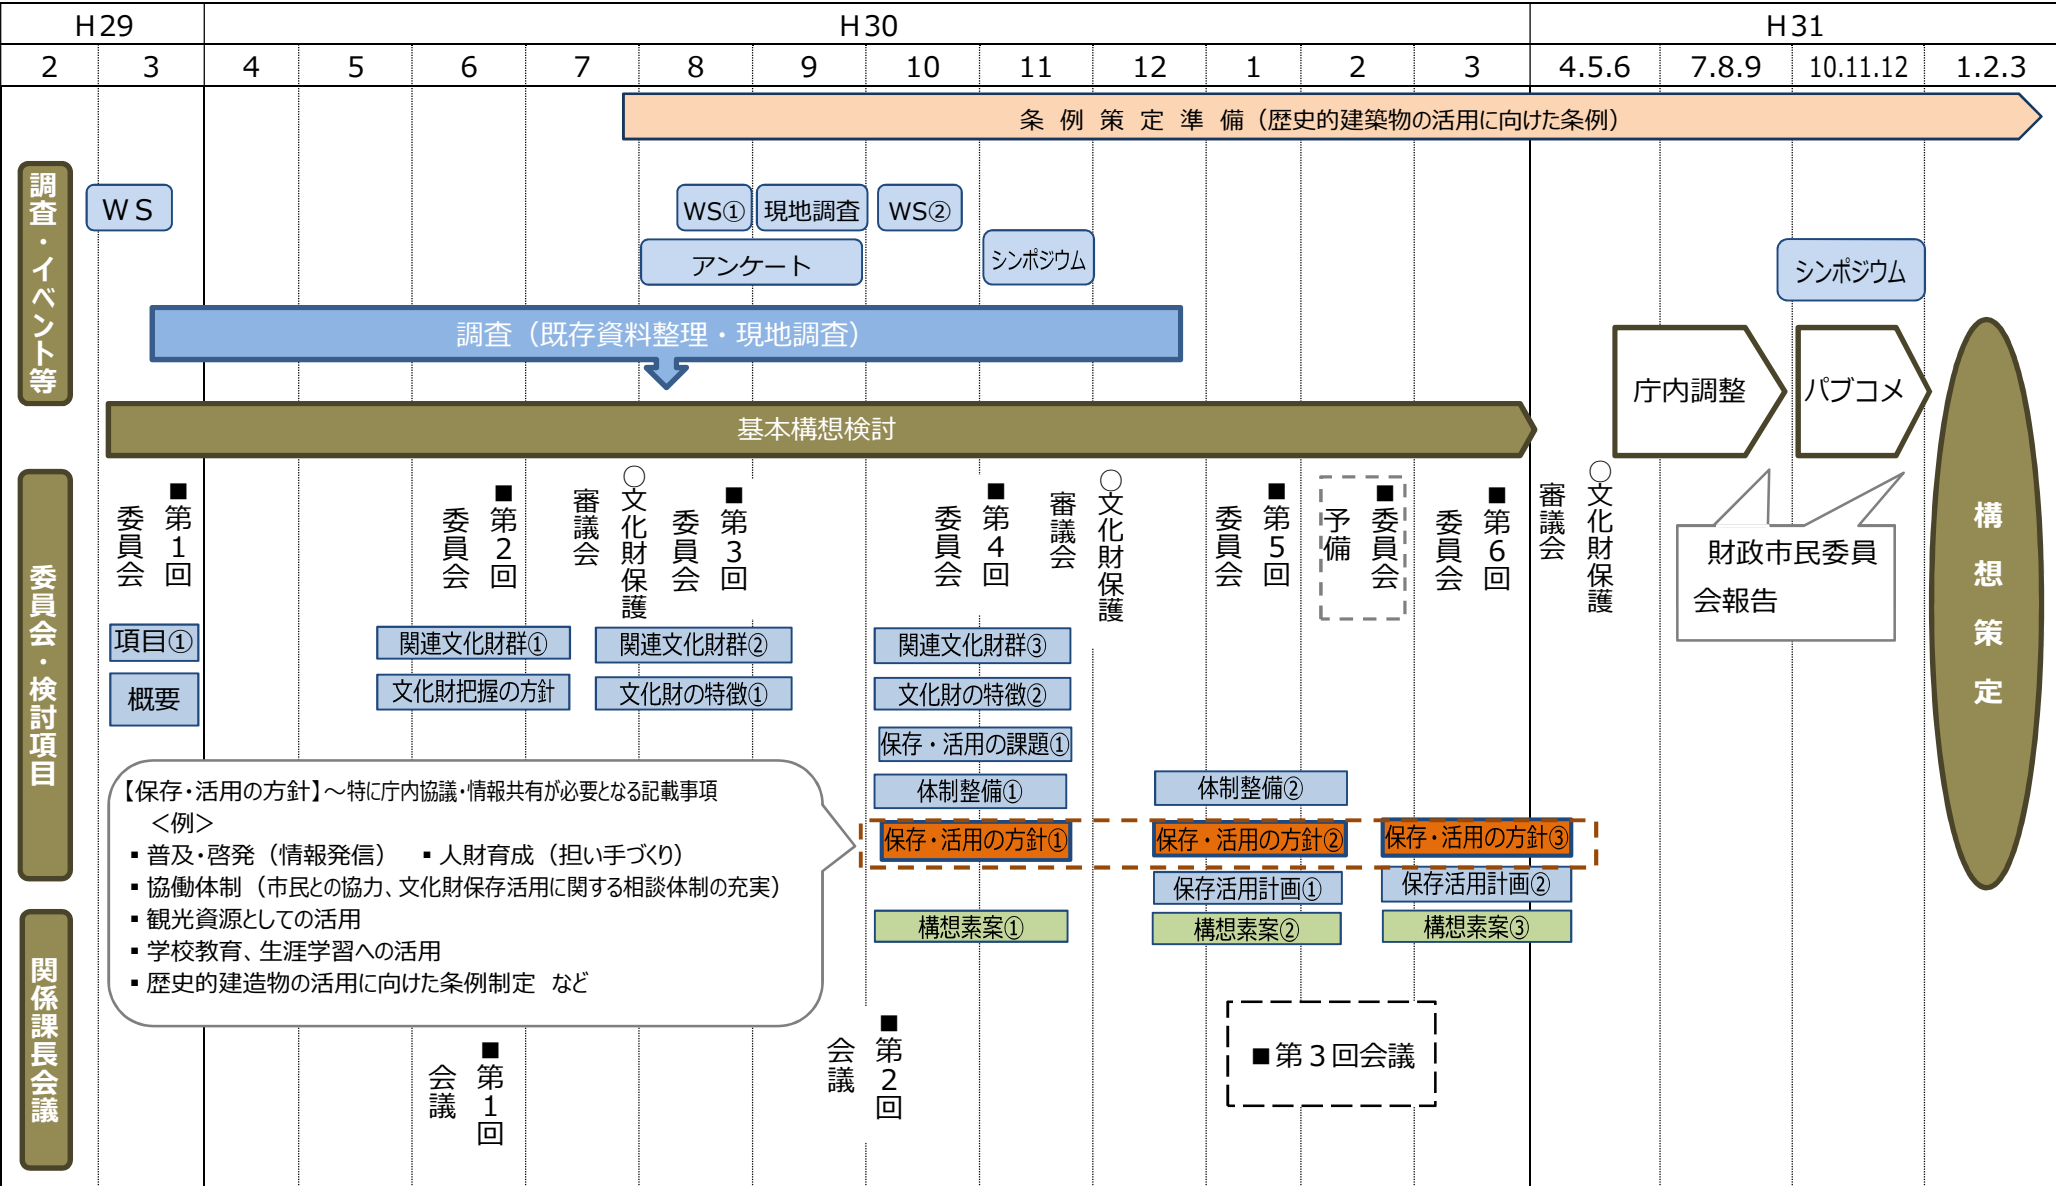 H29
H30
H31
2
3
4
5
6
7
8
9
10
11
12
1
2
3
4.5.6
7.8.9
10.11.12
1.2.3
条例策定準備（歴史的建築物の活用に向けた条例）
調査・イベント等
WS
WS①
現地調査
WS②
アンケート
シンポジウム
シンポジウム
調査（既存資料整理・現地調査）
庁内調整
パブコメ
基本構想検討
構想策定
委員会・検討項目
■第1回
委員会
■第2回
委員会
○文化財保護
審議会
■第3回
委員会
■第4回
委員会
○文化財保護
審議会
■第5回
委員会
■委員会
予備
■第6回
委員会
○文化財保護
審議会
財政市民委員
会報告
項目①
概要
関連文化財群①
文化財把握の方針
関連文化財群②
文化財の特徴①
関連文化財群③
文化財の特徴②
保存・活用の課題①
体制整備①
体制整備②
保存・活用の方針①
保存・活用の方針②
保存・活用の方針③
保存活用計画①
保存活用計画②
構想素案①
構想素案②
構想素案③
【保存・活用の方針】～特に庁内協議・情報共有が必要となる記載事項
＜例＞
▪普及・啓発（情報発信）　▪人財育成（担い手づくり）
▪協働体制（市民との協力、文化財保存活用に関する相談体制の充実）
▪観光資源としての活用
▪学校教育、生涯学習への活用
▪歴史的建造物の活用に向けた条例制定　など
関係課長会議
■第1回
会議
■第2回
会議
■第3回会議